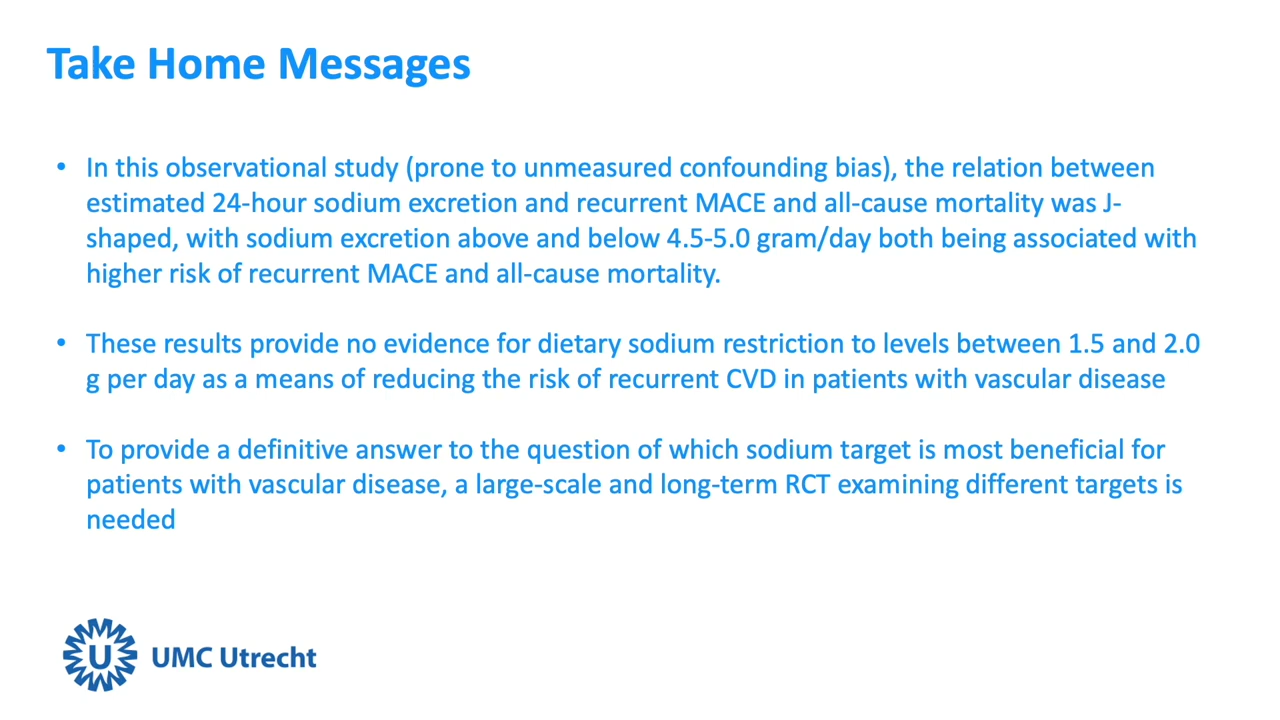 Take Home Messages
• In this observational study (prone to unmeasured confounding bias), the relation between
estimated 24-hour sodium excretion and recurrent MACE and all-cause mortality was J-
shaped, with sodium excretion above and below 4.5-5.0 gram/day both being associated with
higher risk of recurrent MACE and all-cause mortality.
• These results provide no evidence for dietary sodium restriction to levels between 1.5 and 2.0
g per day as a means of reducing the risk of recurrent CVD in patients with vascular disease
• To provide a definitive answer to the question of which sodium target is most beneficial for
patients with vascular disease, a large-scale and long-term RCT examining different targets is
needed
U UMC Utrecht